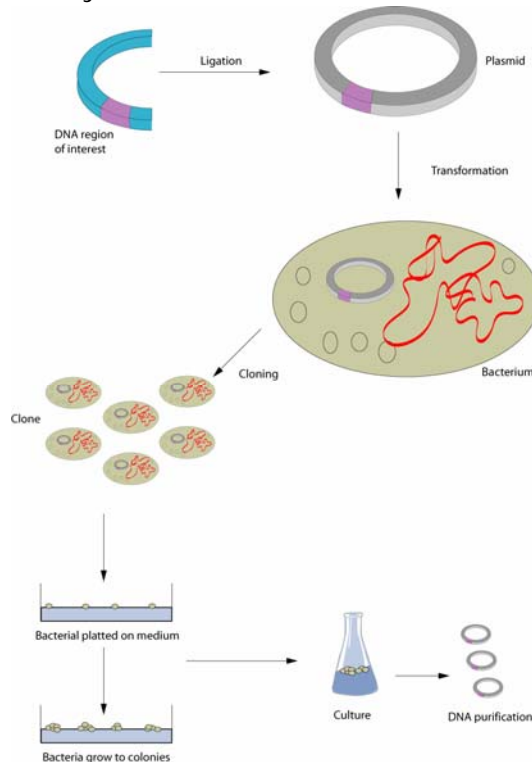 Ligation
Plasmid
DNA region
of interest
Transformation
Bacterium
Cloning
Clone
Bacterial platted on medium
Culture
DNA purification
Bacteria grow to colonies